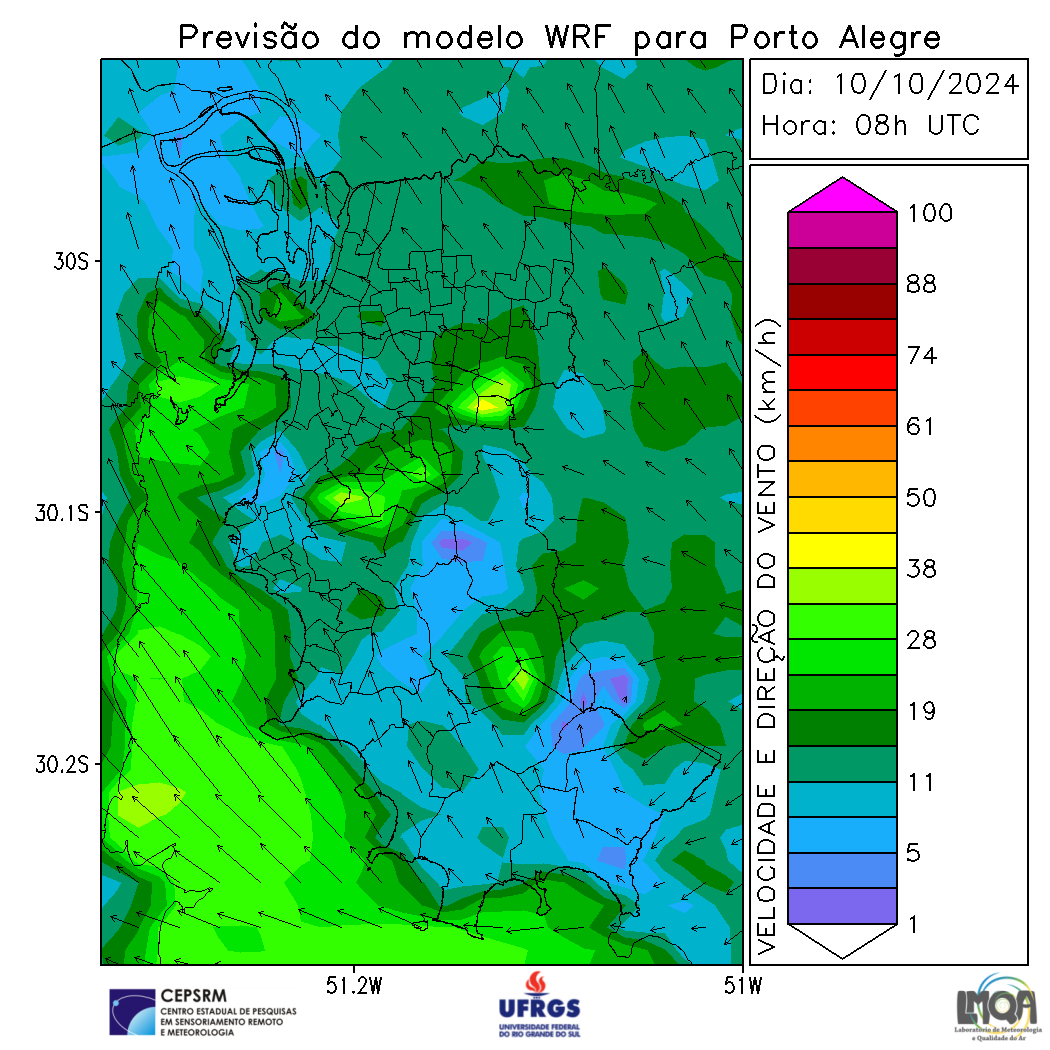 Previsão do modelo WRF para Porto Alegre
Dia: 10/10/2024
Hora: 08h UTC
30S
30.1S
30.2S
51.2W
51W
VELOCIDADE E DIREÇÃO DO VENTO (km/h)
100
88
74
61
50
38
28
19
11
5
1
CEPSRM
CENTRO ESTADUAL DE PESQUISAS
EM SENSORIAMENTO REMOTO
E METEOROLOGIA
UFRGS
UNIVERSIDADE FEDERAL
DO RIO GRANDE DO SUL
LMQA
Laboratório de Meteorologia
e Qualidade do Ar